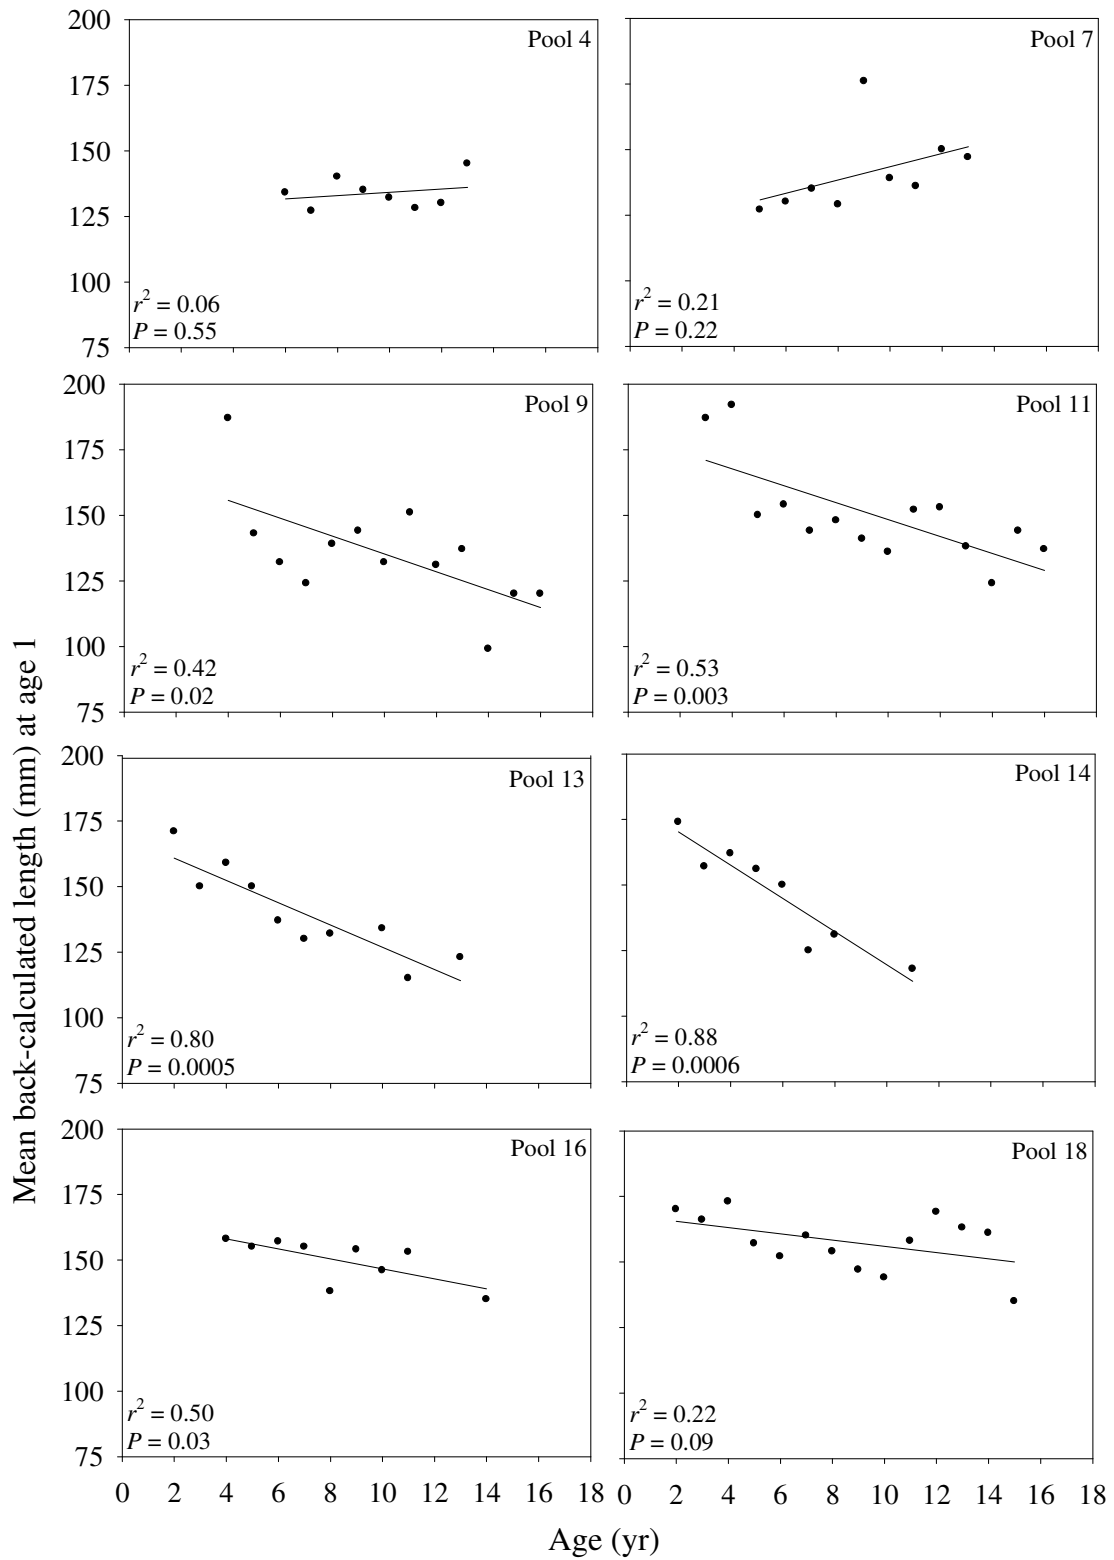 200
175
150
125
100
75
Pool 4
r² = 0.06
P = 0.55
Pool 7
r² = 0.21
P = 0.22
200
175
150
125
100
75
Pool 9
r² = 0.42
P = 0.02
Pool 11
r² = 0.53
P = 0.003
200
175
150
125
100
75
Pool 13
r² = 0.80
P = 0.0005
Pool 14
r² = 0.88
P = 0.0006
200
175
150
125
100
75
Pool 16
r² = 0.50
P = 0.03
Pool 18
r² = 0.22
P = 0.09
0 2 4 6 8 10 12 14 16 18 0 2 4 6 8 10 12 14 16 18
Age (yr)
Mean back-calculated length (mm) at age 1